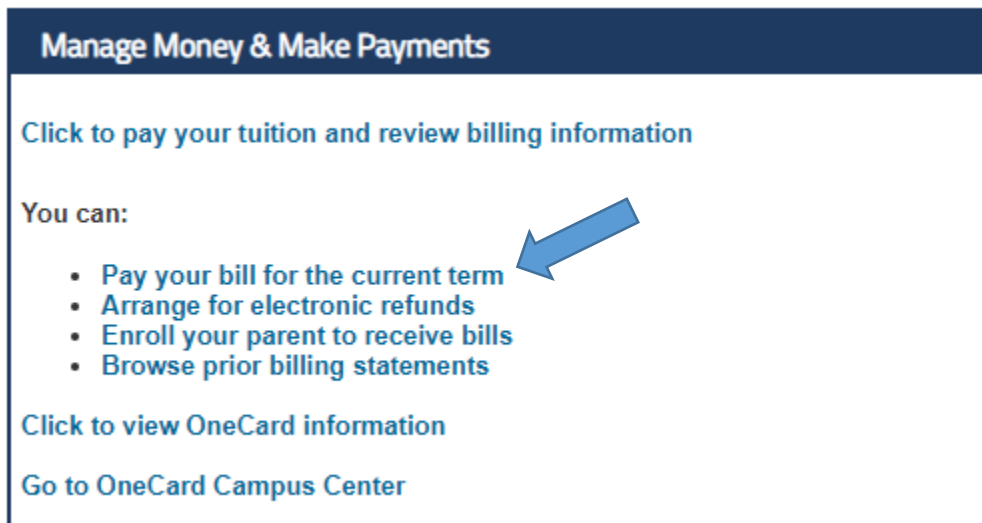 Manage Money & Make Payments
Click to pay your tuition and review billing information
You can:
• Pay your bill for the current term
• Arrange for electronic refunds
• Enroll your parent to receive bills
• Browse prior billing statements
Click to view OneCard information
Go to OneCard Campus Center